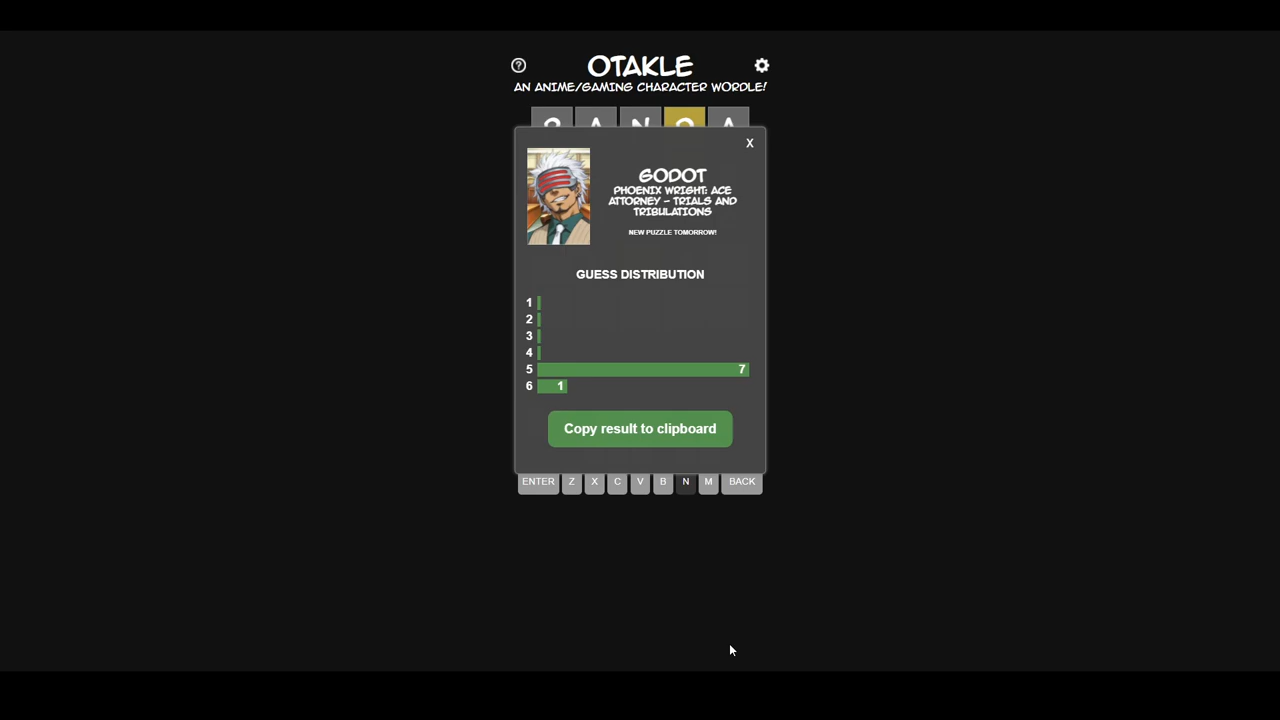 ?
OTAKLE
AN ANIME/GAMING CHARACTER WORDLE!
X
GODOT
PHOENIX WRIGHT: ACE
ATTORNEY - TRIALS AND
TRIBULATIONS
NEW PUZZLE TOMORROW!
GUESS DISTRIBUTION
1
2
3
4
5 7
6 1
Copy result to clipboard
ENTER Z X C V B N M BACK